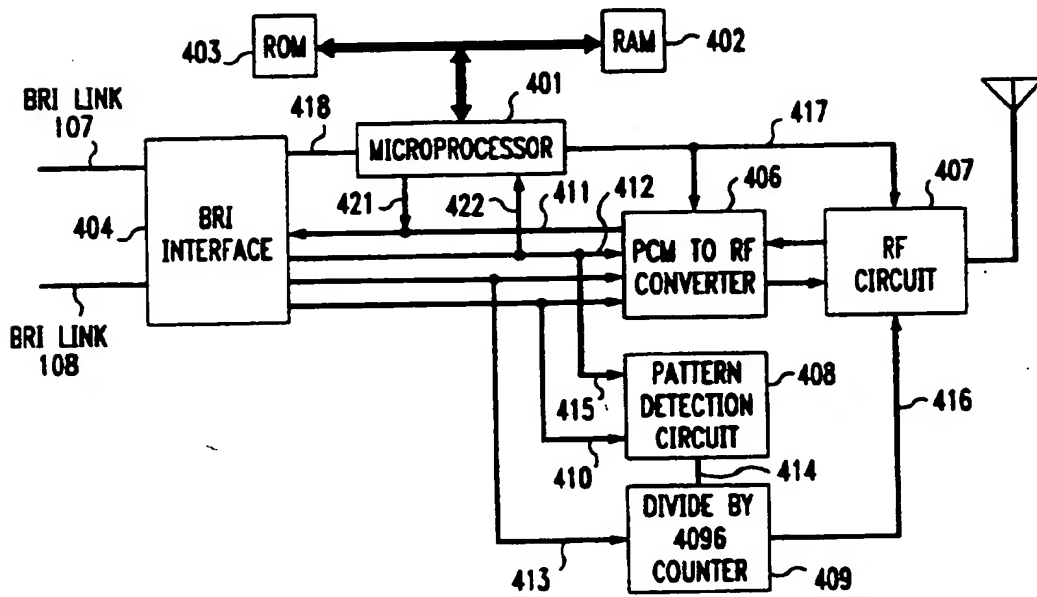 403
ROM
RAM
402
401
BRI LINK
107
418
MICROPROCESSOR
417
406
407
421
422
411
412
404
BRI
INTERFACE
PCM TO RF
CONVERTER
RF
CIRCUIT
BRI LINK
108
415
PATTERN
DETECTION
CIRCUIT
408
416
410
414
DIVIDE BY
4096
COUNTER
413
409